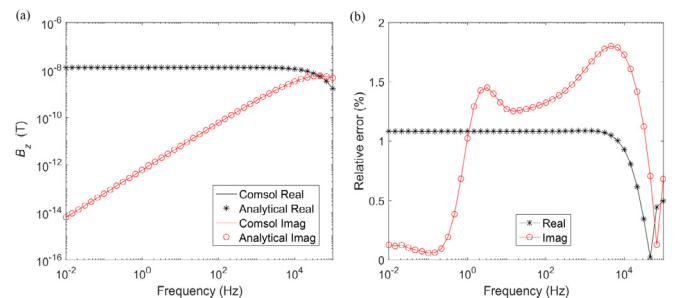 (a)
B_z (T)
10^-6
10^-8
10^-10
10^-12
10^-14
10^-16
10^-2
10^0
10^2
10^4
Frequency (Hz)
Comsol Real
Analytical Real
Comsol Imag
Analytical Imag
(b)
Relative error (%)
2
1.5
1
0.5
0
10^-2
10^0
10^2
10^4
Frequency (Hz)
Real
Imag